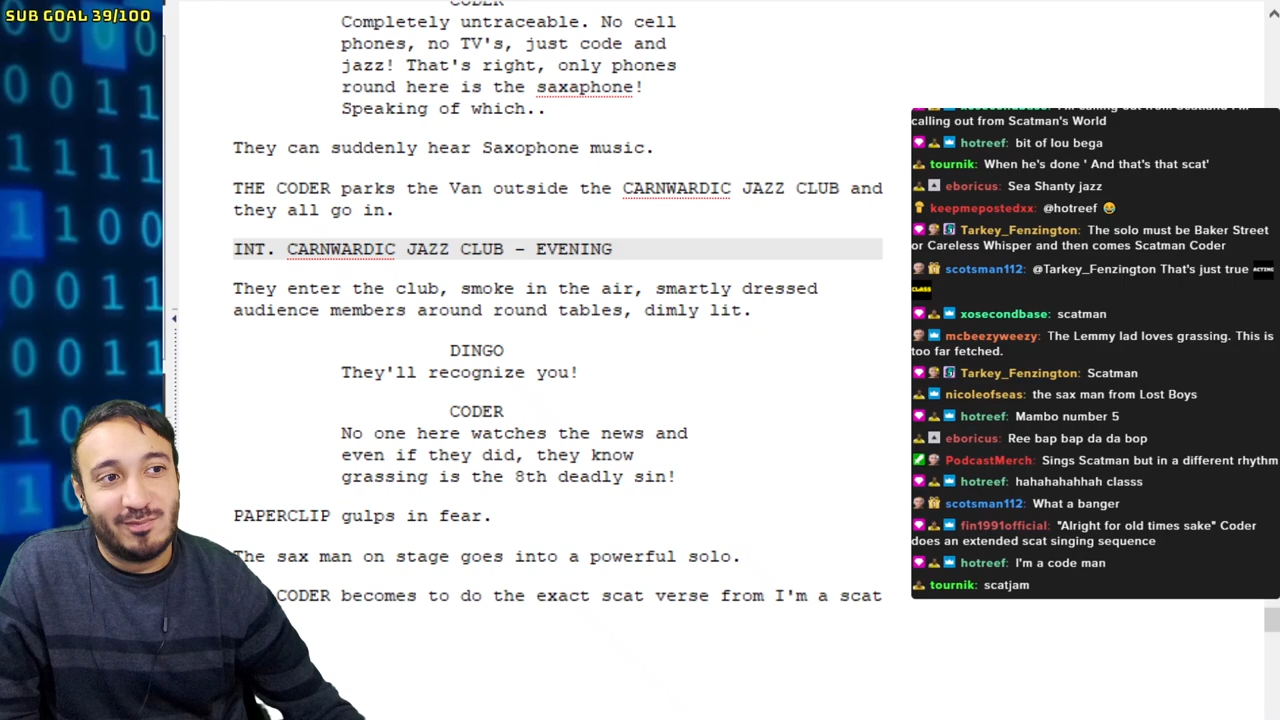 SUB GOAL 39/100
CODER
Completely untraceable. No cell
phones, no TV's, just code and
jazz! That's right, only phones
round here is the saxaphone!
Speaking of which..
They can suddenly hear Saxophone music.
THE CODER parks the Van outside the CARNWARDIC JAZZ CLUB and
they all go in.
INT. CARNWARDIC JAZZ CLUB - EVENING
They enter the club, smoke in the air, smartly dressed
audience members around round tables, dimly lit.
DINGO
They'll recognize you!
CODER
No one here watches the news and
even if they did, they know
grassing is the 8th deadly sin!
PAPERCLIP gulps in fear.
The sax man on stage goes into a powerful solo.
CODER becomes to do the exact scat verse from I'm a scat
calling out from Scatman's World
hotreef: bit of lou bega
tournik: When he's done ' And that's that scat'
eboricus: Sea Shanty jazz
keepmepostedxx: @hotreef
Tarkey_Fenzington: The solo must be Baker Street
or Careless Whisper and then comes Scatman Coder
scotsman112: @Tarkey_Fenzington That's just true ACTING
CLASS
xosecondbase: scatman
mcbeezyweezy: The Lemmy lad loves grassing. This is
too far fetched.
Tarkey_Fenzington: Scatman
nicoleofseas: the sax man from Lost Boys
hotreef: Mambo number 5
eboricus: Ree bap bap da da bop
PodcastMerch: Sings Scatman but in a different rhythm
hotreef: hahahahahhah classs
scotsman112: What a banger
fin1991official: "Alright for old times sake" Coder
does an extended scat singing sequence
hotreef: I'm a code man
tournik: scatjam